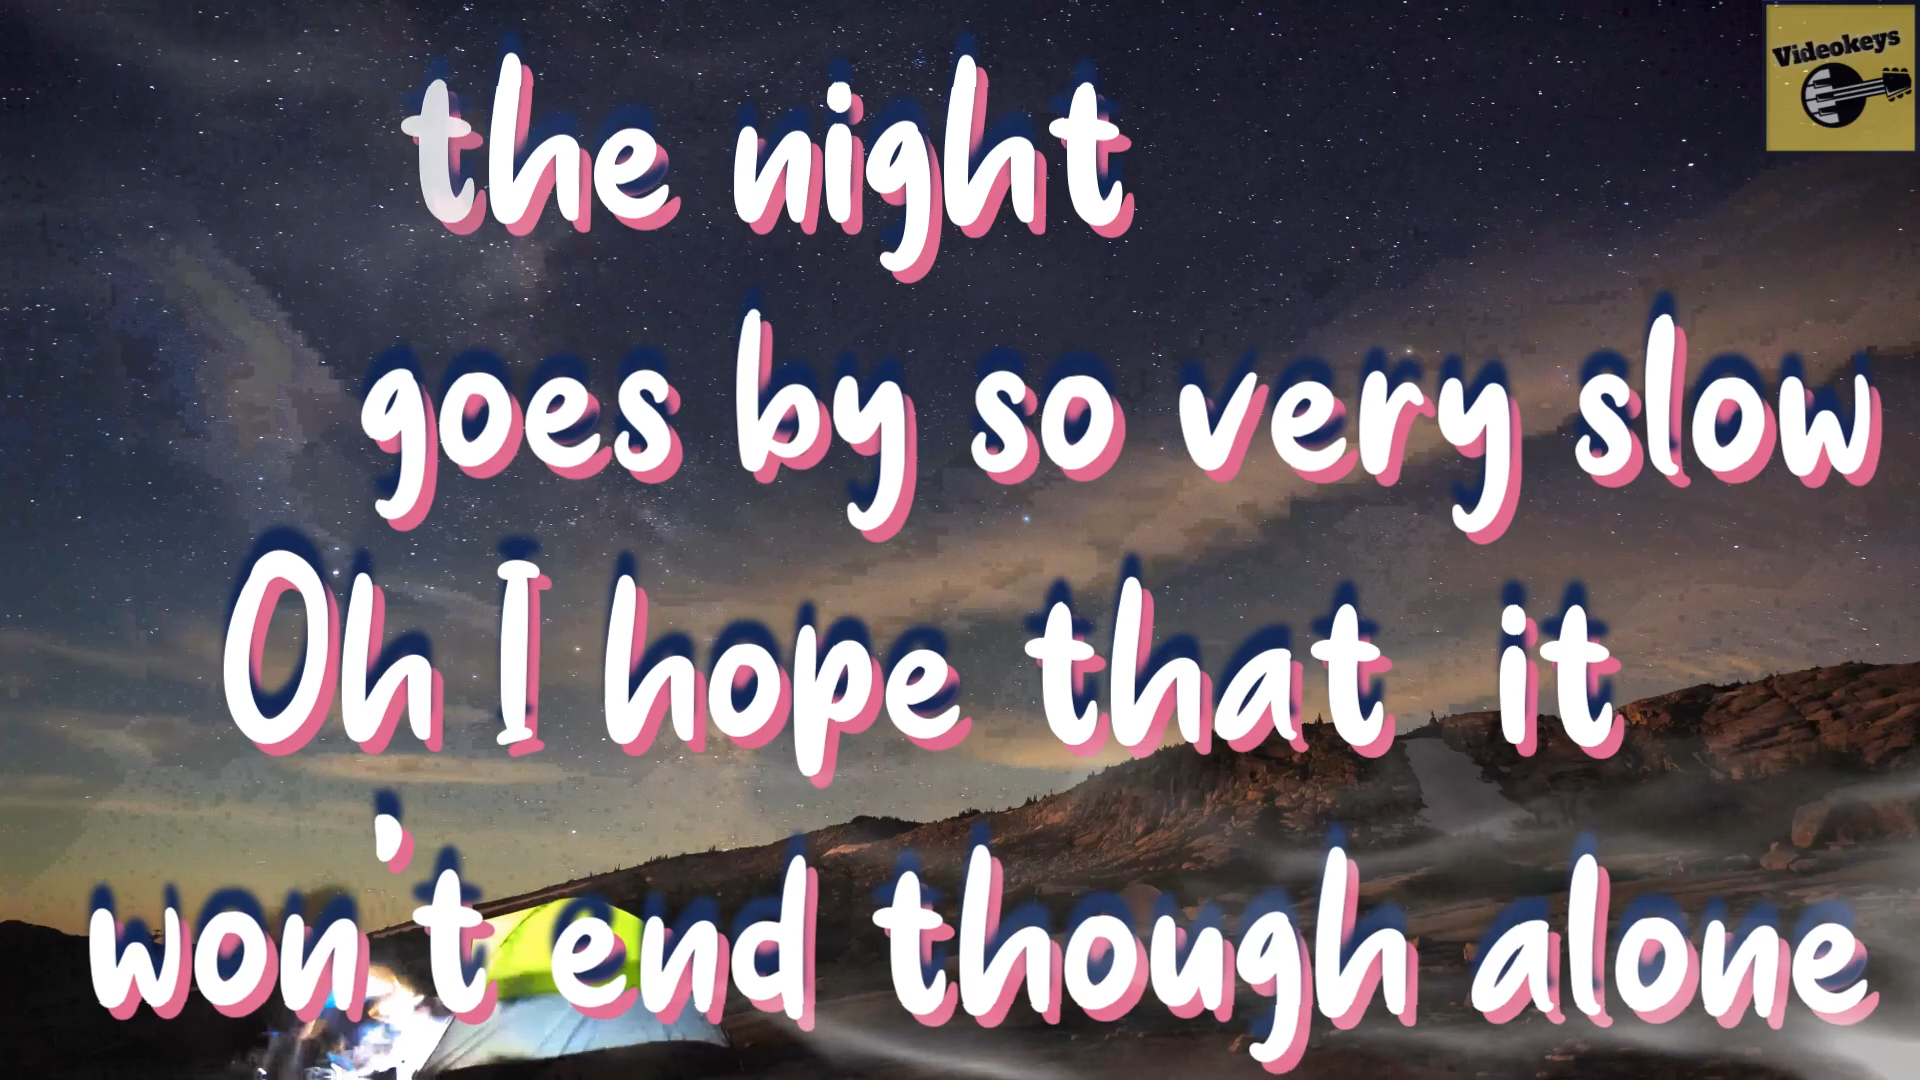 Videokeys
the night
goes by so very slow
Oh I hope that it
won't end though alone